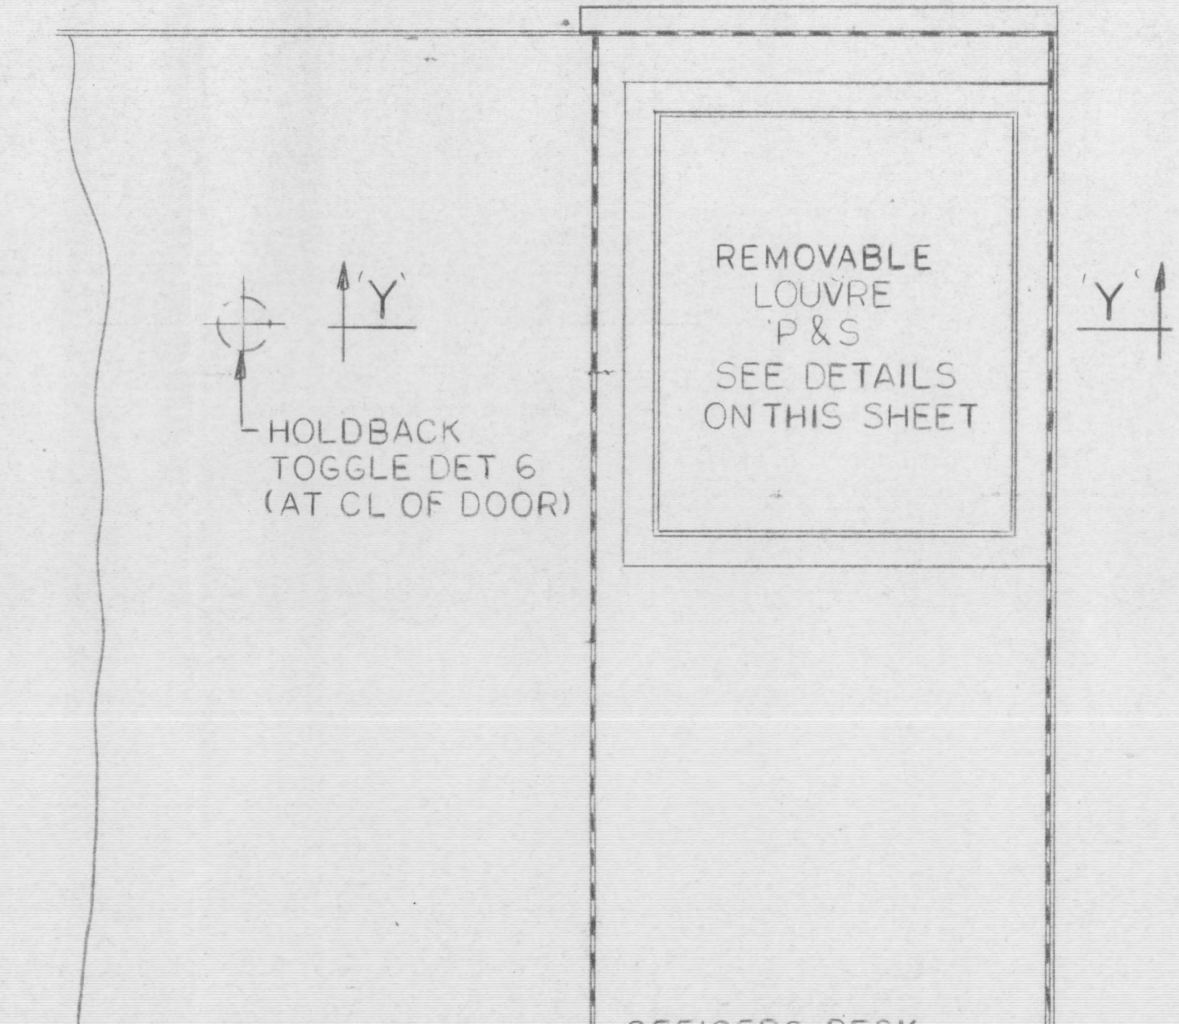 'Y'
HOLDBACK
TOGGLE DET 6
(AT CL OF DOOR)
REMOVABLE
LOUVRE
P & S
SEE DETAILS
ON THIS SHEET
'Y'